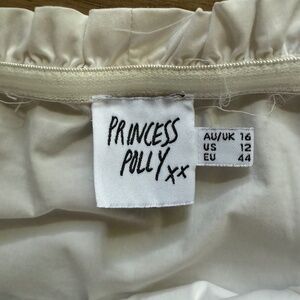 PRINCESS
POLLY xx
AU/UK 16
US 12
EU 44